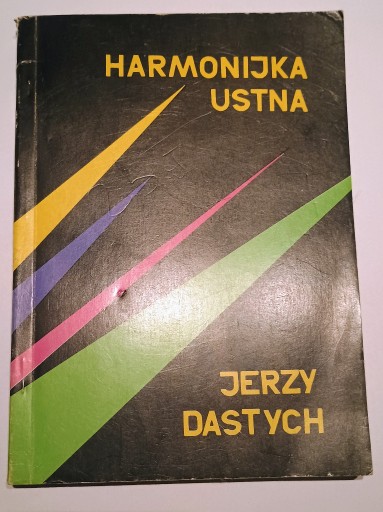 HARMONIJKA
USTNA
JERZY
DASTYCH